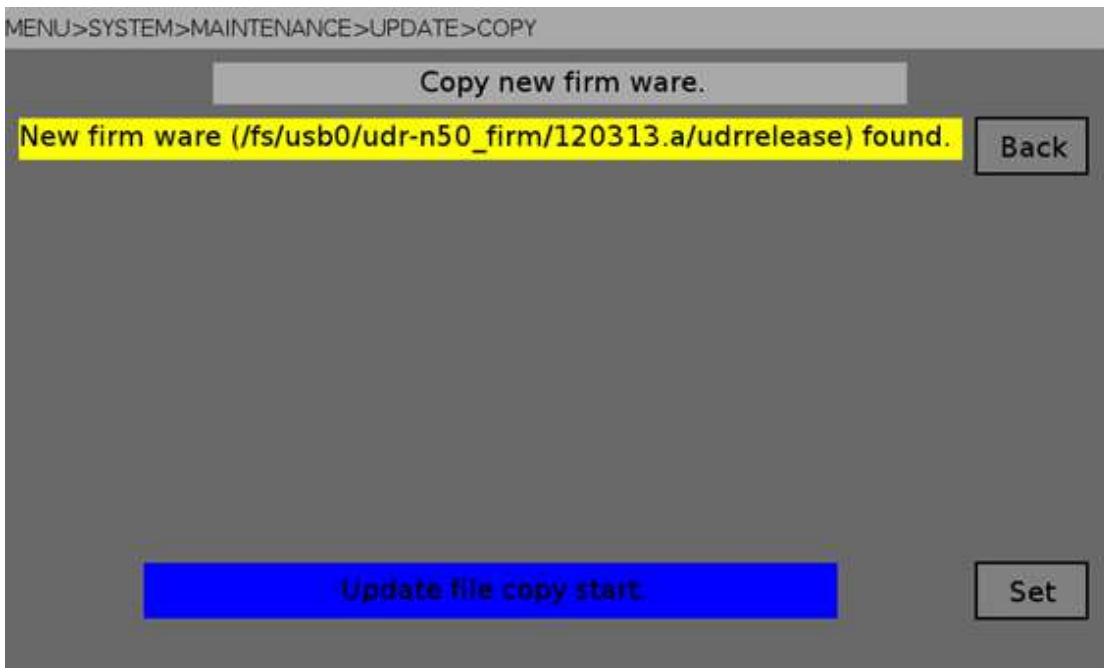 MENU>SYSTEM>MAINTENANCE>UPDATE>COPY
Copy new firm ware.
New firm ware (/fs/usb0/udr-n50_firm/120313.a/udrrelease) found.
Back
Update file copy start.
Set